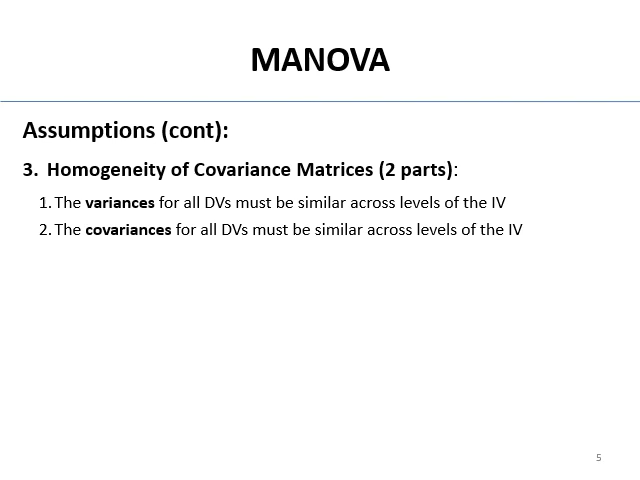 MANOVA
Assumptions (cont):
3. Homogeneity of Covariance Matrices (2 parts):
1. The variances for all DVs must be similar across levels of the IV
2. The covariances for all DVs must be similar across levels of the IV
5